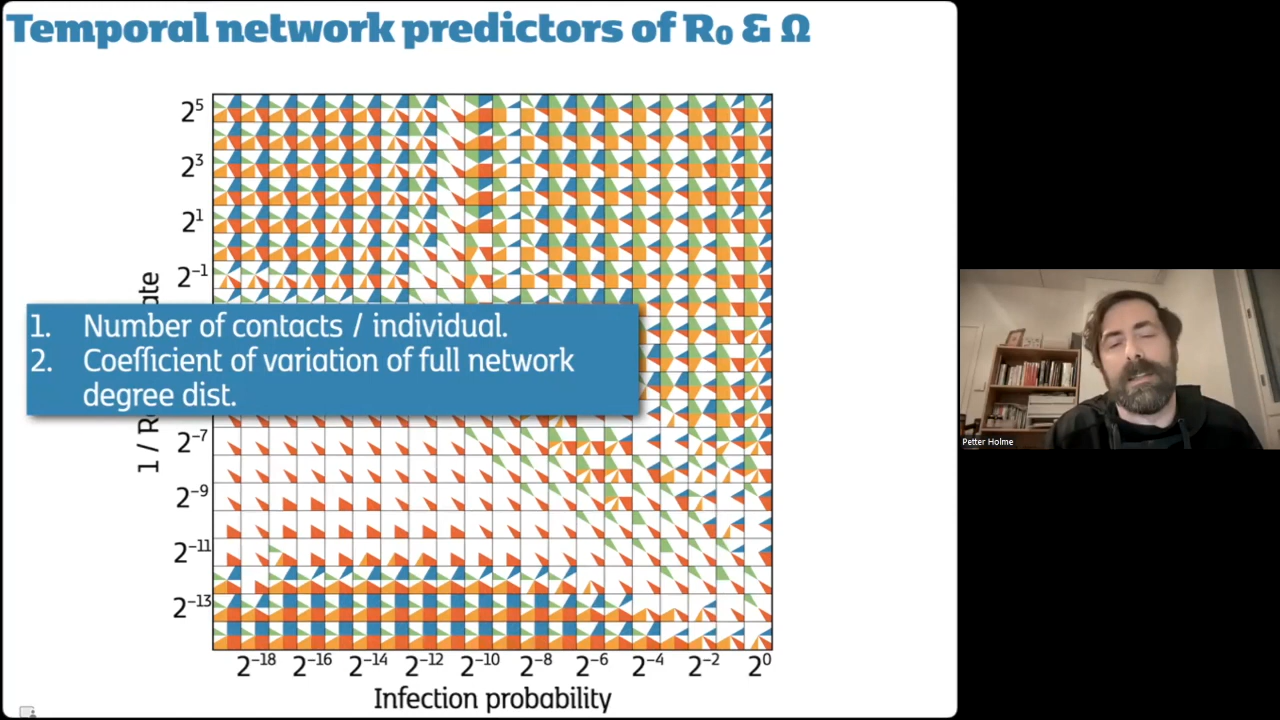 Temporal network predictors of R₀ & Ω
2⁵
2³
2¹
2⁻¹
1. Number of contacts / individual.
2. Coefficient of variation of full network
degree dist.
2⁻⁷
2⁻⁹
2⁻¹¹
2⁻¹³
1 / R
ate
2⁻¹⁸ 2⁻¹⁶ 2⁻¹⁴ 2⁻¹² 2⁻¹⁰ 2⁻⁸ 2⁻⁶ 2⁻⁴ 2⁻² 2⁰
Infection probability
Petter Holme